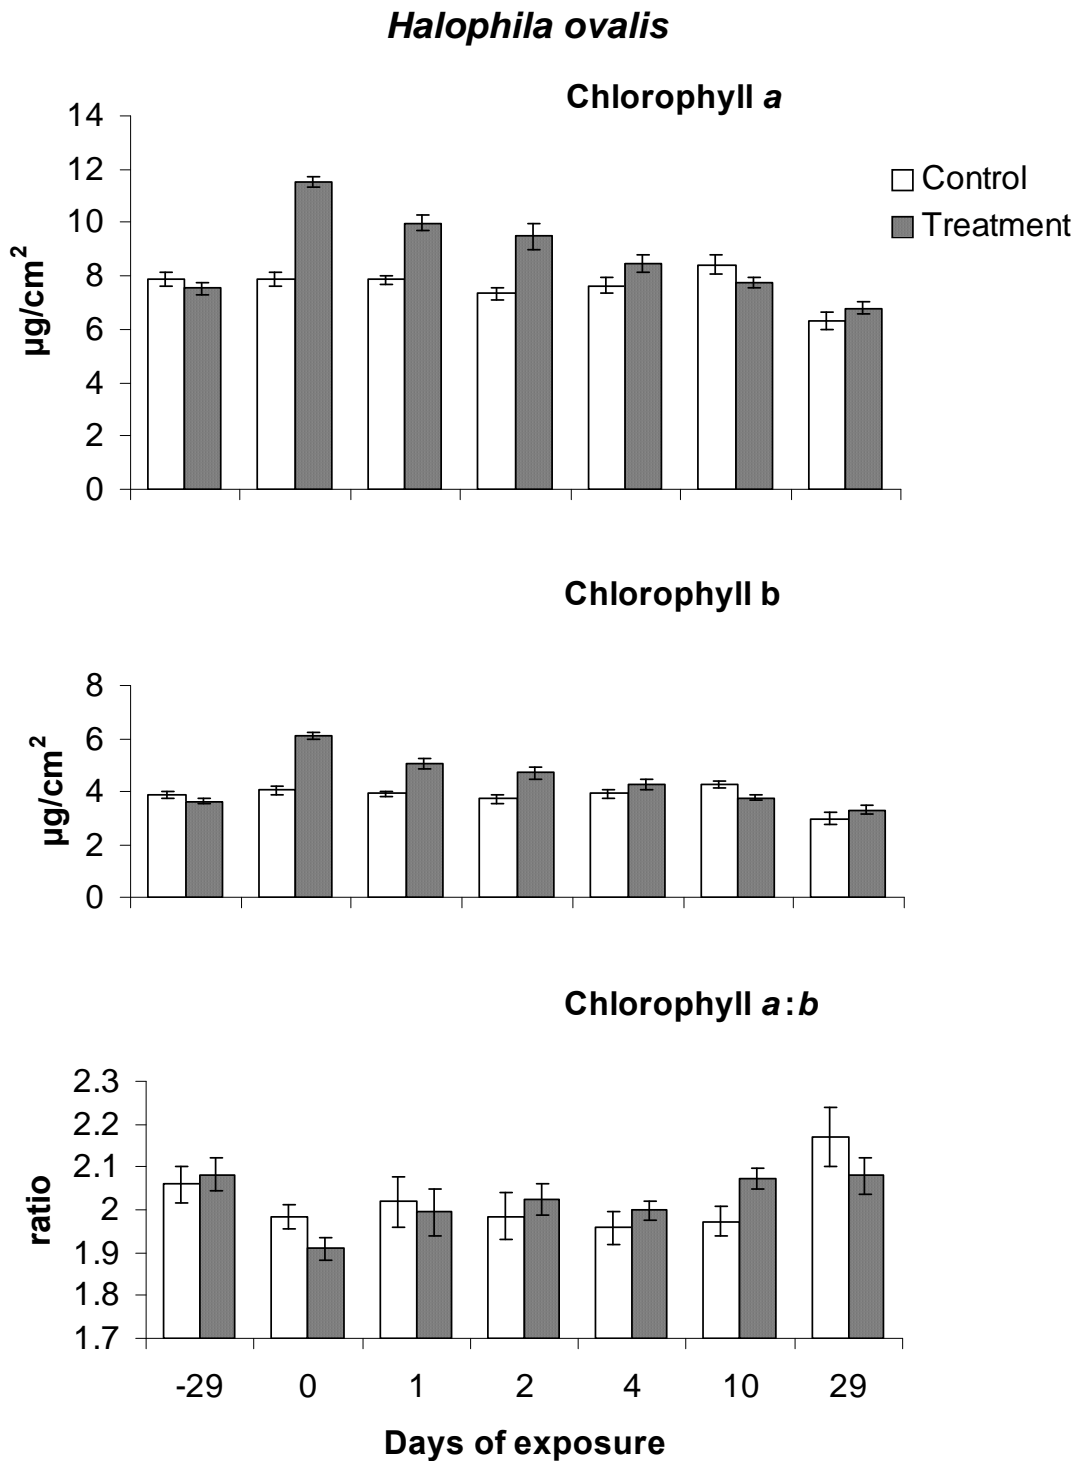 Halophila ovalis
Chlorophyll a
14
12
10
8
6
4
2
0
µg/cm²
Control
Treatment
Chlorophyll b
8
6
4
2
0
µg/cm²
Chlorophyll a:b
2.3
2.2
2.1
2
1.9
1.8
1.7
ratio
-29 0 1 2 4 10 29
Days of exposure